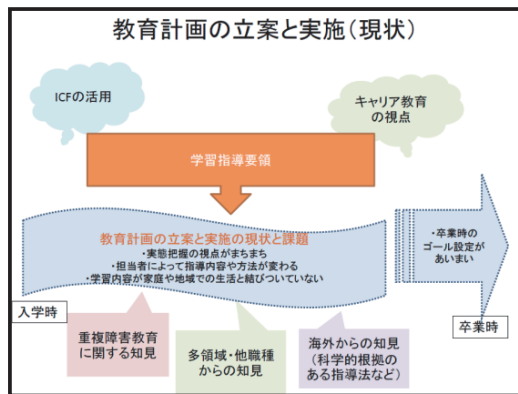 教育計画の立案と実施(現状)
ICFの活用
キャリア教育
の視点
学習指導要領
教育計画の立案と実施の現状と課題
・実態把握の視点がまちまち
・担当者によって指導内容や方法が変わる
・学習内容が家庭や地域での生活と結びついていない
・卒業時の
ゴール設定が
あいまい
入学時
卒業時
重複障害教育
に関する知見
多領域・他職種
からの知見
海外からの知見
(科学的根拠の
ある指導法など)